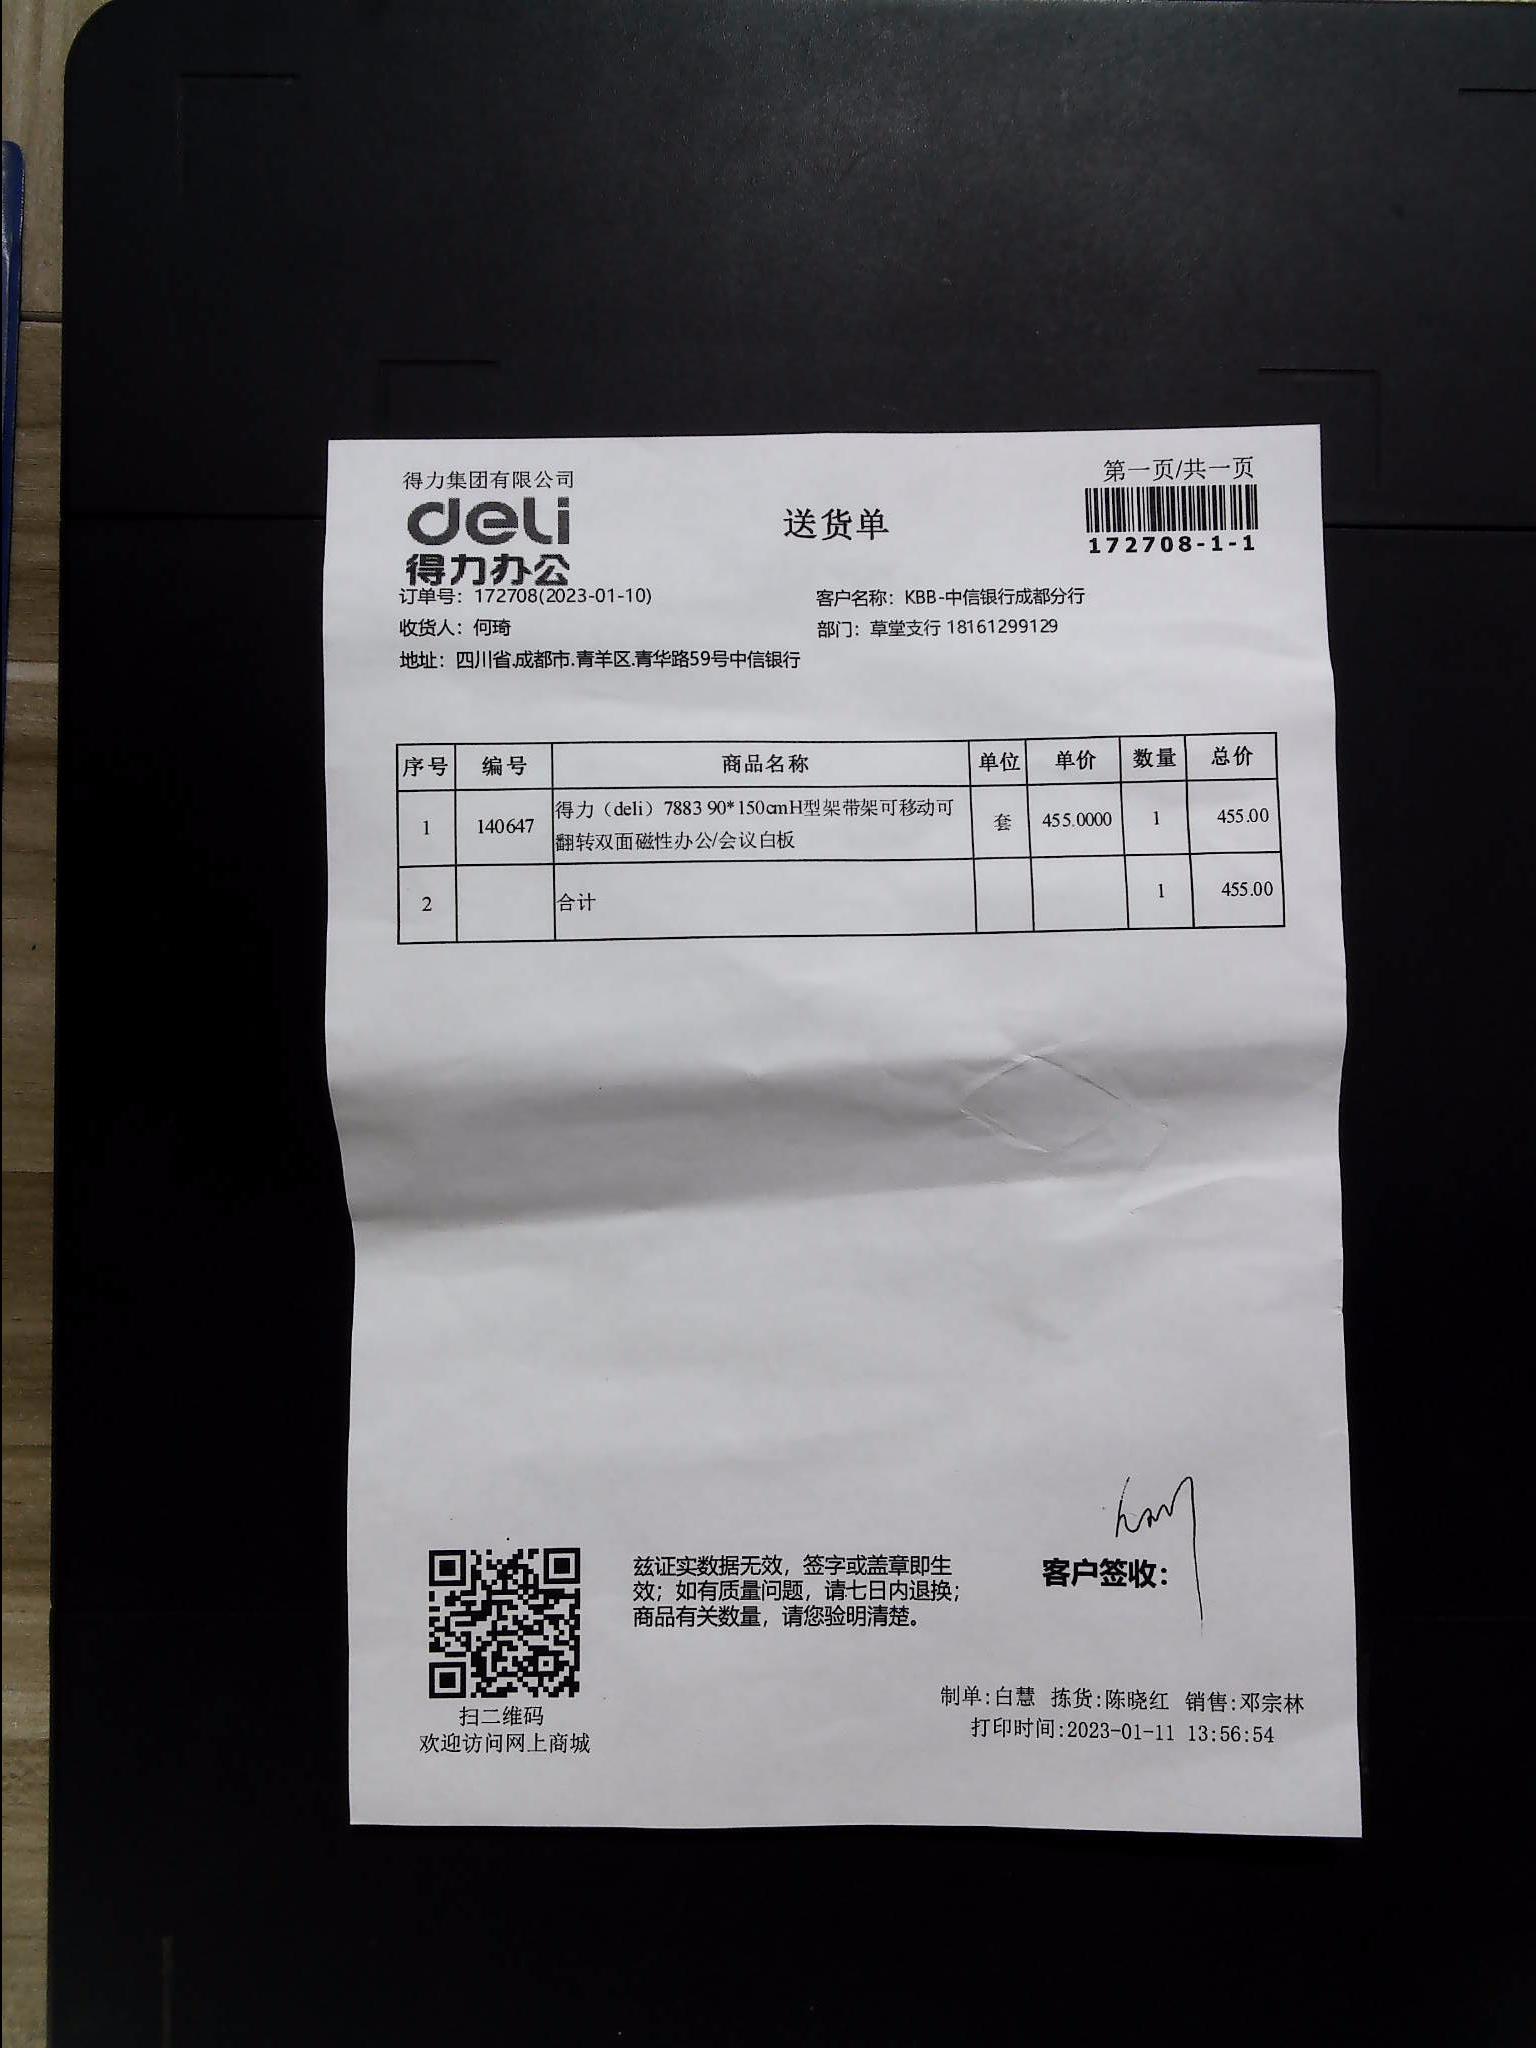 得力集团有限公司
deli
得力办公
送货单
第一页/共一页
172708-1-1
订单号：172708(2023-01-10)
客户名称：KBB-中信银行成都分行
收货人：何琦
部门：草堂支行 18161299129
地址：四川省.成都市.青羊区.青华路59号中信银行
序号 编号 商品名称 单位 单价 数量 总价
1 140647 得力（deli）7883 90*150cmH型架带架可移动可
翻转双面磁性办公/会议白板 套 455.0000 1 455.00
2 合计 1 455.00
兹证实数据无效，签字或盖章即生
效；如有质量问题，请七日内退换；
商品有关数量，请您验明清楚。
客户签收：
扫二维码
欢迎访问网上商城
制单:白慧 拣货:陈晓红 销售:邓宗林
打印时间:2023-01-11 13:56:54